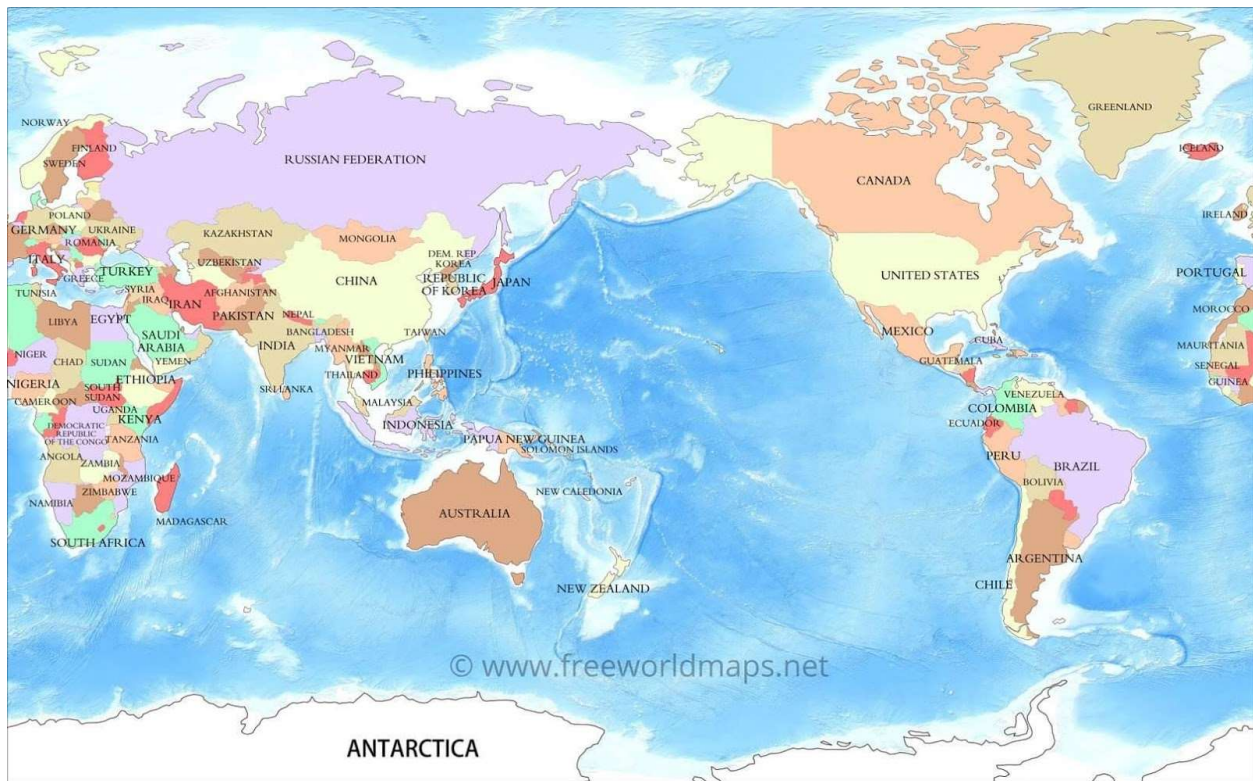 GREENLAND
NORWAY
FINLAND
ICELAND
SWEDEN
RUSSIAN FEDERATION
CANADA
POLAND
IRELAND
GERMANY
UKRAINE
KAZAKHSTAN
MONGOLIA
ROMANIA
DEM. REP.
KOREA
ITALY
UZBEKISTAN
TURKEY
PORTUGAL
GREECE
CHINA
REPUBLIC
OF KOREA
JAPAN
UNITED STATES
SYRIA
TUNISIA
AFGHANISTAN
IRAQ
IRAN
MOROCCO
LIBYA
EGYPT
PAKISTAN
NEPAL
SAUDI
ARABIA
BANGLADESH
TAIWAN
MEXICO
CUBA
INDIA
MAURITANIA
NIGER
CHAD
SUDAN
YEMEN
MYANMAR
VIETNAM
GUATEMALA
SENEGAL
THAILAND
PHILIPPINES
NIGERIA
ETHIOPIA
SOUTH
SUDAN
SRI LANKA
GUINEA
VENEZUELA
CAMEROON
UGANDA
MALAYSIA
COLOMBIA
KENYA
INDONESIA
ECUADOR
DEMOCRATIC
REPUBLIC
OF THE CONGO
TANZANIA
PAPUA NEW GUINEA
SOLOMON ISLANDS
ANGOLA
ZAMBIA
PERU
BRAZIL
MOZAMBIQUE
BOLIVIA
ZIMBABWE
NEW CALEDONIA
NAMIBIA
MADAGASCAR
AUSTRALIA
SOUTH AFRICA
ARGENTINA
NEW ZEALAND
CHILE
© www.freeworldmaps.net
ANTARCTICA